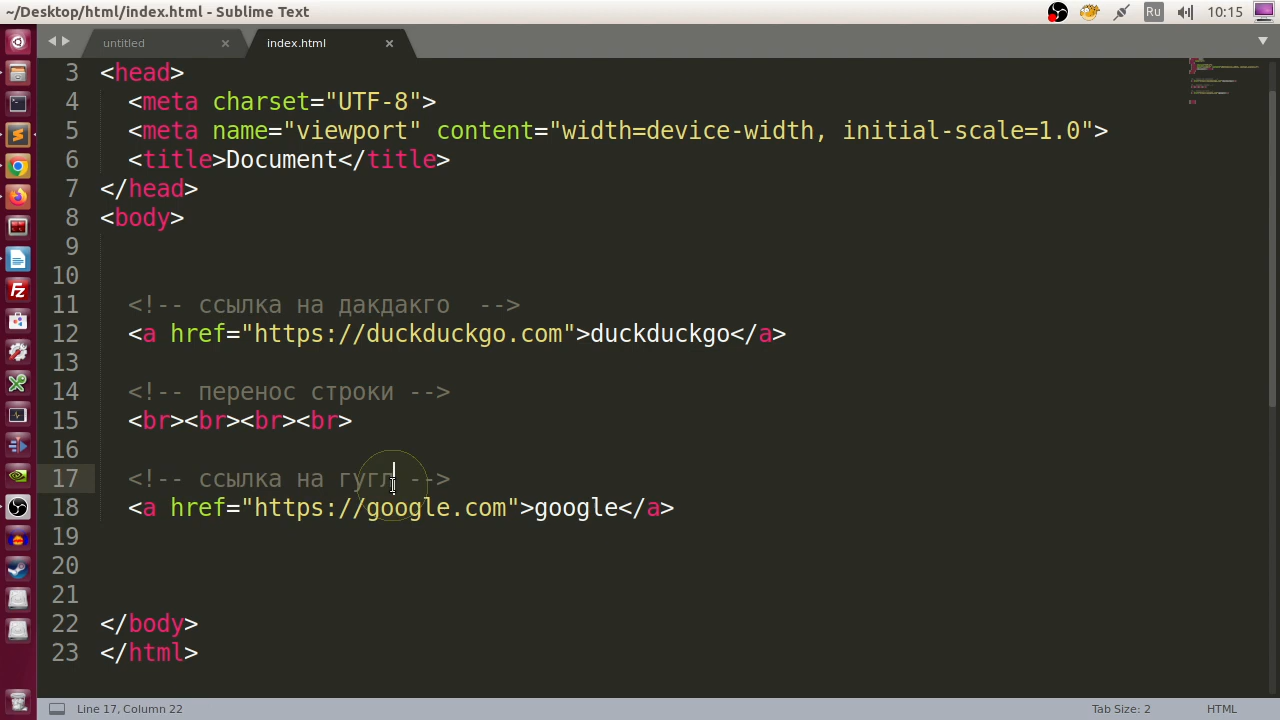 ~/Desktop/html/index.html - Sublime Text
Ru
10:15
untitled
index.html
3 <head>
4 <meta charset="UTF-8">
5 <meta name="viewport" content="width=device-width, initial-scale=1.0">
6 <title>Document</title>
7 </head>
8 <body>
9
10
11 <!-- ссылка на дакдакго  -->
12 <a href="https://duckduckgo.com">duckduckgo</a>
13
14 <!-- перенос строки -->
15 <br><br><br><br>
16
17 <!-- ссылка на гугл -->
18 <a href="https://google.com">google</a>
19
20
21
22 </body>
23 </html>
Line 17, Column 22
Tab Size: 2
HTML